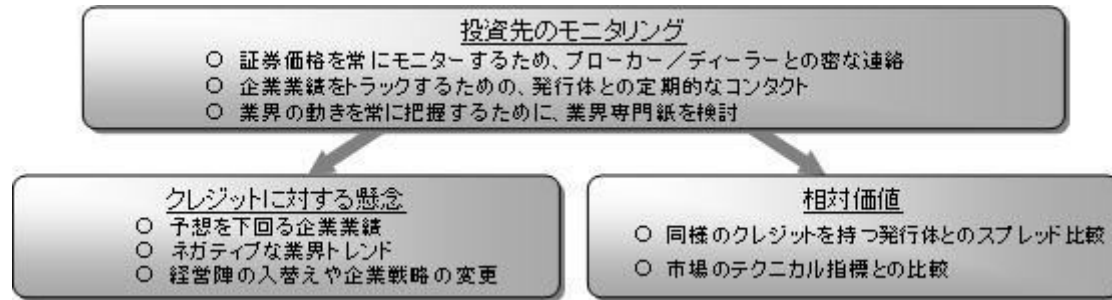 投資先のモニタリング
○ 証券価格を常にモニターするため、ブローカー／ディーラーとの密な連絡
○ 企業業績をトラックするための、発行体との定期的なコンタクト
○ 業界の動きを常に把握するために、業界専門紙を検討
クレジットに対する懸念
○ 予想を下回る企業業績
○ ネガティブな業界トレンド
○ 経営陣の入替えや企業戦略の変更
相対価値
○ 同様のクレジットを持つ発行体とのスプレッド比較
○ 市場のテクニカル指標との比較